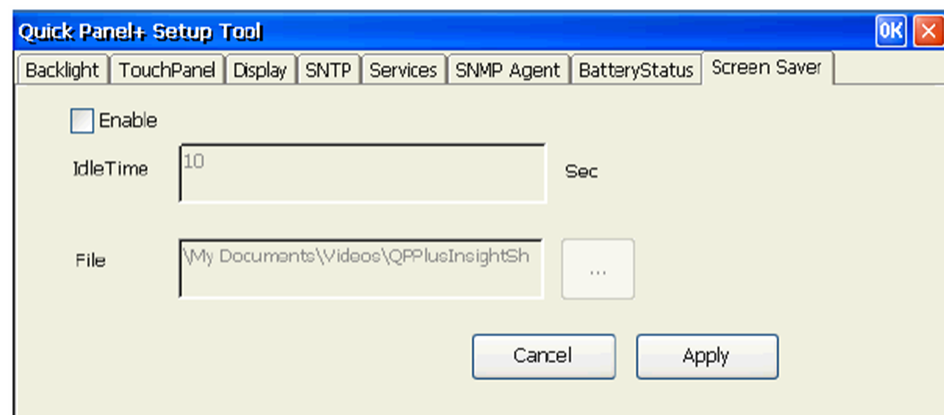 Quick Panel+ Setup Tool OK
Backlight TouchPanel Display SNTP Services SNMP Agent BatteryStatus Screen Saver
Enable
IdleTime 10 Sec
File \My Documents\Videos\QPPlusInsightSh ...
Cancel Apply